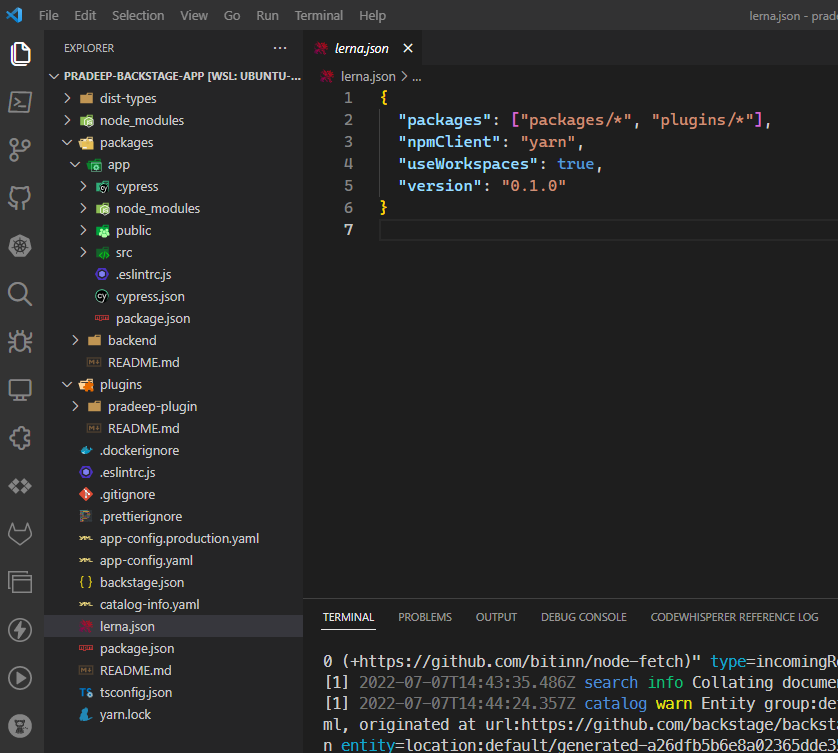 File Edit Selection View Go Run Terminal Help lerna.json - prade
EXPLORER ...
PRADEEP-BACKSTAGE-APP [WSL: UBUNTU-...
dist-types
node_modules
packages
app
cypress
node_modules
public
src
.eslintrc.js
cypress.json
package.json
backend
README.md
plugins
pradeep-plugin
README.md
.dockerignore
.eslintrc.js
.gitignore
.prettierignore
app-config.production.yaml
app-config.yaml
backstage.json
catalog-info.yaml
lerna.json
package.json
README.md
tsconfig.json
yarn.lock
lerna.json
lerna.json > ...
1 {
2 "packages": ["packages/*", "plugins/*"],
3 "npmClient": "yarn",
4 "useWorkspaces": true,
5 "version": "0.1.0"
6 }
7
TERMINAL PROBLEMS OUTPUT DEBUG CONSOLE CODEWHISPERER REFERENCE LOG
0 (+https://github.com/bitinn/node-fetch)" type=incomingRe
[1] 2022-07-07T14:43:35.486Z search info Collating documen
[1] 2022-07-07T14:44:24.357Z catalog warn Entity group:de
ml, originated at url:https://github.com/backstage/backsta
n entity=location:default/generated-a26dfb5b6e8a02365dda3